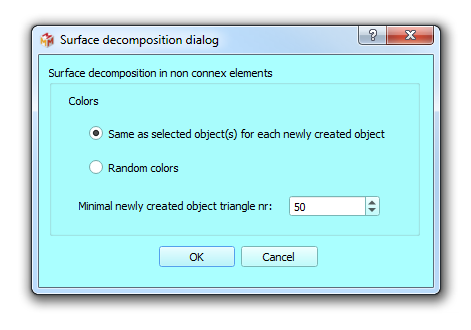 Surface decomposition dialog
Surface decomposition in non connex elements
Colors
Same as selected object(s) for each newly created object
Random colors
Minimal newly created object triangle nr: 50
OK Cancel